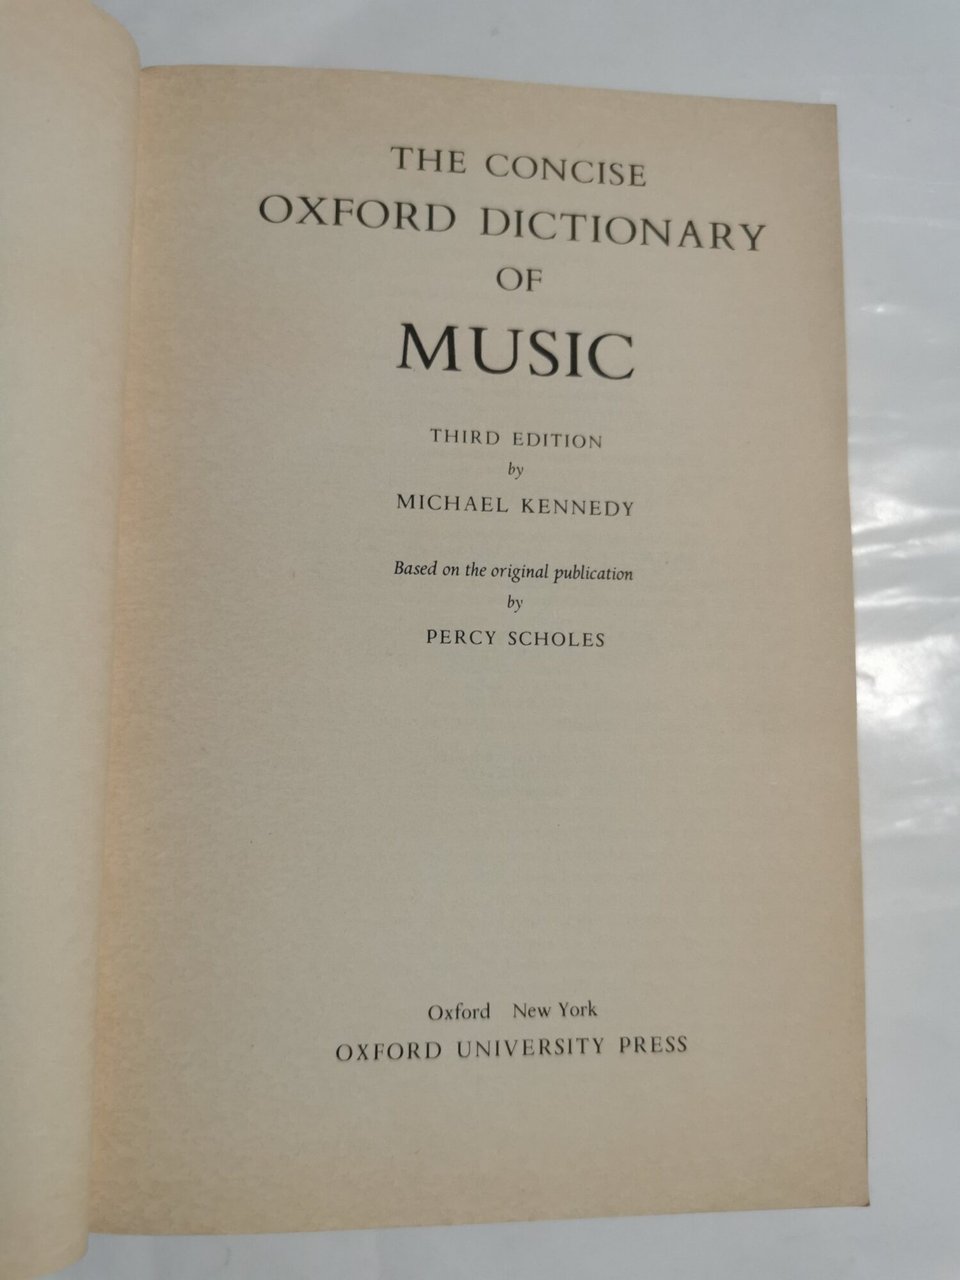 THE CONCISE
OXFORD DICTIONARY
OF
MUSIC
THIRD EDITION
by
MICHAEL KENNEDY
Based on the original publication
by
PERCY SCHOLES
Oxford New York
OXFORD UNIVERSITY PRESS